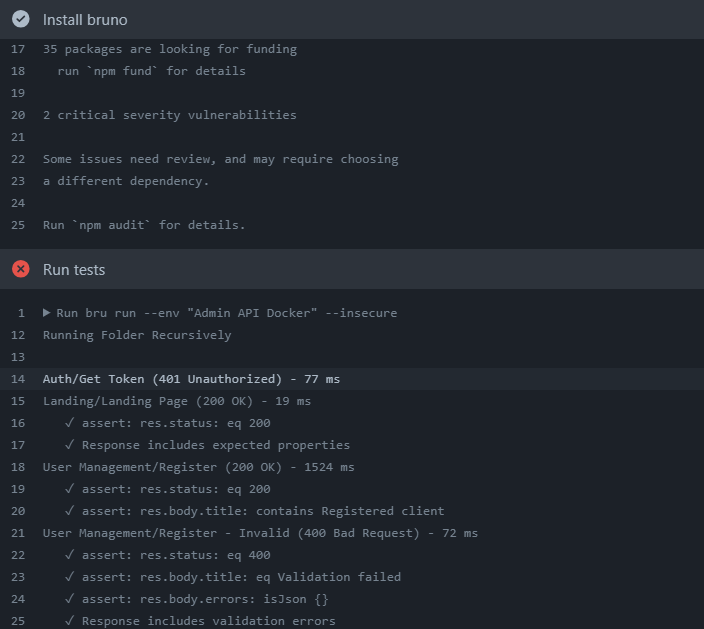 Install bruno
17 35 packages are looking for funding
18 run `npm fund` for details
19
20 2 critical severity vulnerabilities
21
22 Some issues need review, and may require choosing
23 a different dependency.
24
25 Run `npm audit` for details.
Run tests
1 ▶ Run bru run --env "Admin API Docker" --insecure
12 Running Folder Recursively
13
14 Auth/Get Token (401 Unauthorized) - 77 ms
15 Landing/Landing Page (200 OK) - 19 ms
16 ✓ assert: res.status: eq 200
17 ✓ Response includes expected properties
18 User Management/Register (200 OK) - 1524 ms
19 ✓ assert: res.status: eq 200
20 ✓ assert: res.body.title: contains Registered client
21 User Management/Register - Invalid (400 Bad Request) - 72 ms
22 ✓ assert: res.status: eq 400
23 ✓ assert: res.body.title: eq Validation failed
24 ✓ assert: res.body.errors: isJson {}
25 ✓ Response includes validation errors